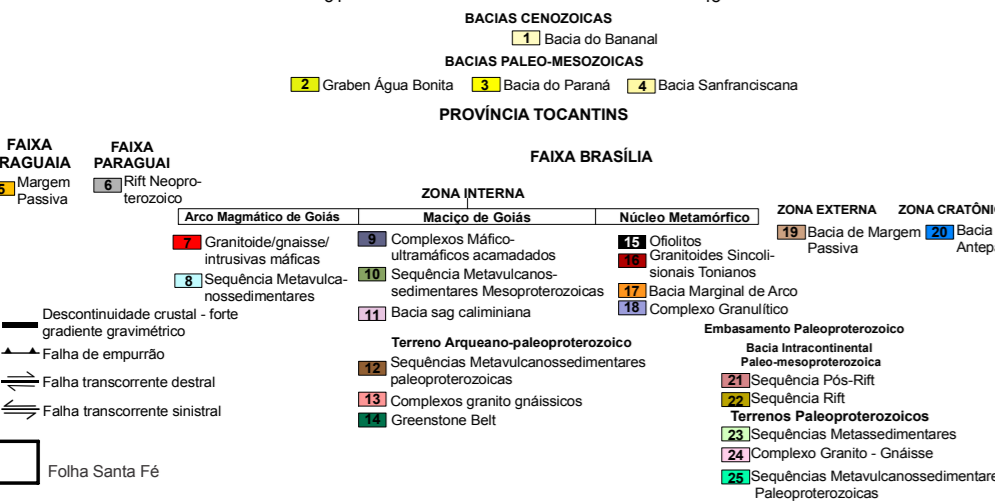 BACIAS CENOZOICAS
1 Bacia do Bananal
BACIAS PALEO-MESOZOICAS
2 Graben Água Bonita 3 Bacia do Paraná 4 Bacia Sanfranciscana
PROVÍNCIA TOCANTINS
FAIXA
RAGUAIA
5 Margem
Passiva
FAIXA
PARAGUAI
6 Rift Neopro-
terozoico
FAIXA BRASÍLIA
ZONA INTERNA
Arco Magmático de Goiás
7 Granitoide/gnaisse/
intrusivas máficas
8 Sequência Metavulca-
nossedimentares
Maciço de Goiás
9 Complexos Máfico-
ultramáficos acamadados
10 Sequência Metavulcanos-
sedimentares Mesoproterozoicas
11 Bacia sag caliminiana
Terreno Arqueano-paleoproterozoico
12 Sequências Metavulcanossedimentares
paleoproterozoicas
13 Complexos granito gnáissicos
14 Greenstone Belt
Núcleo Metamórfico
15 Ofiolitos
16 Granitoides Sincoli-
sionais Tonianos
17 Bacia Marginal de Arco
18 Complexo Granulítico
ZONA EXTERNA
19 Bacia de Margem
Passiva
ZONA CRATÔNI
20 Bacia
Antep
Embasamento Paleoproterozoico
Bacia Intracontinental
Paleo-mesoproterozoica
21 Sequência Pós-Rift
22 Sequência Rift
Terrenos Paleoproterozoicos
23 Sequências Metassedimentares
24 Complexo Granito - Gnáisse
25 Sequências Metavulcanossedimentare
Paleoproterozoicas
Descontinuidade crustal - forte
gradiente gravimétrico
Falha de empurrão
Falha transcorrente destral
Falha transcorrente sinistral
Folha Santa Fé